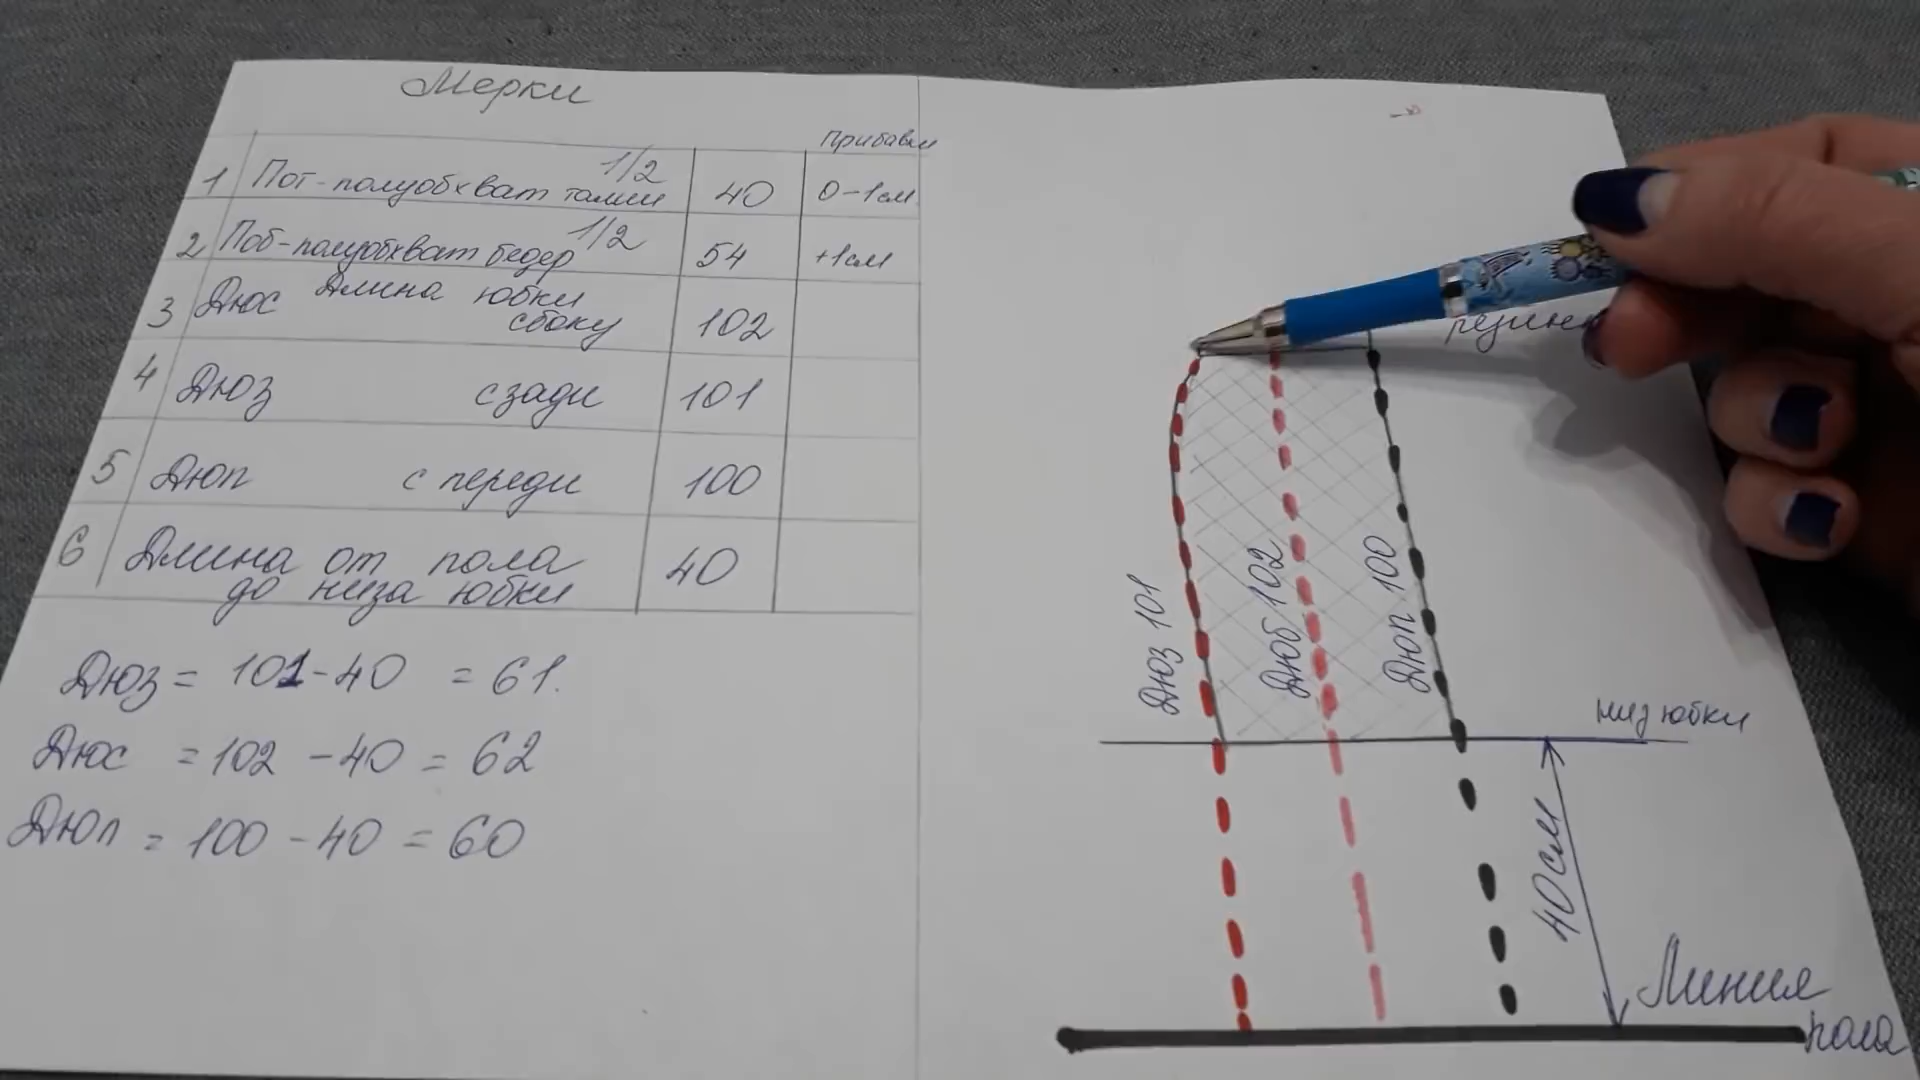 Мерки
Прибавки
1 Пот-полуобхват талии 1/2 40 0-1см
2 Поб-полуобхват бедер 1/2 54 +1см
3 Дюс Длина юбки
сбоку 102
4 Дюз сзади 101
5 Дюп с переди 100
6 Длина от пола
до низа юбки 40
Дюз = 101-40 = 61.
Дюс = 102 - 40 = 62
Дюп = 100 - 40 = 60
Дюз 101
Дюб 102
Дюп 100
низ юбки
40см
Линия
пола